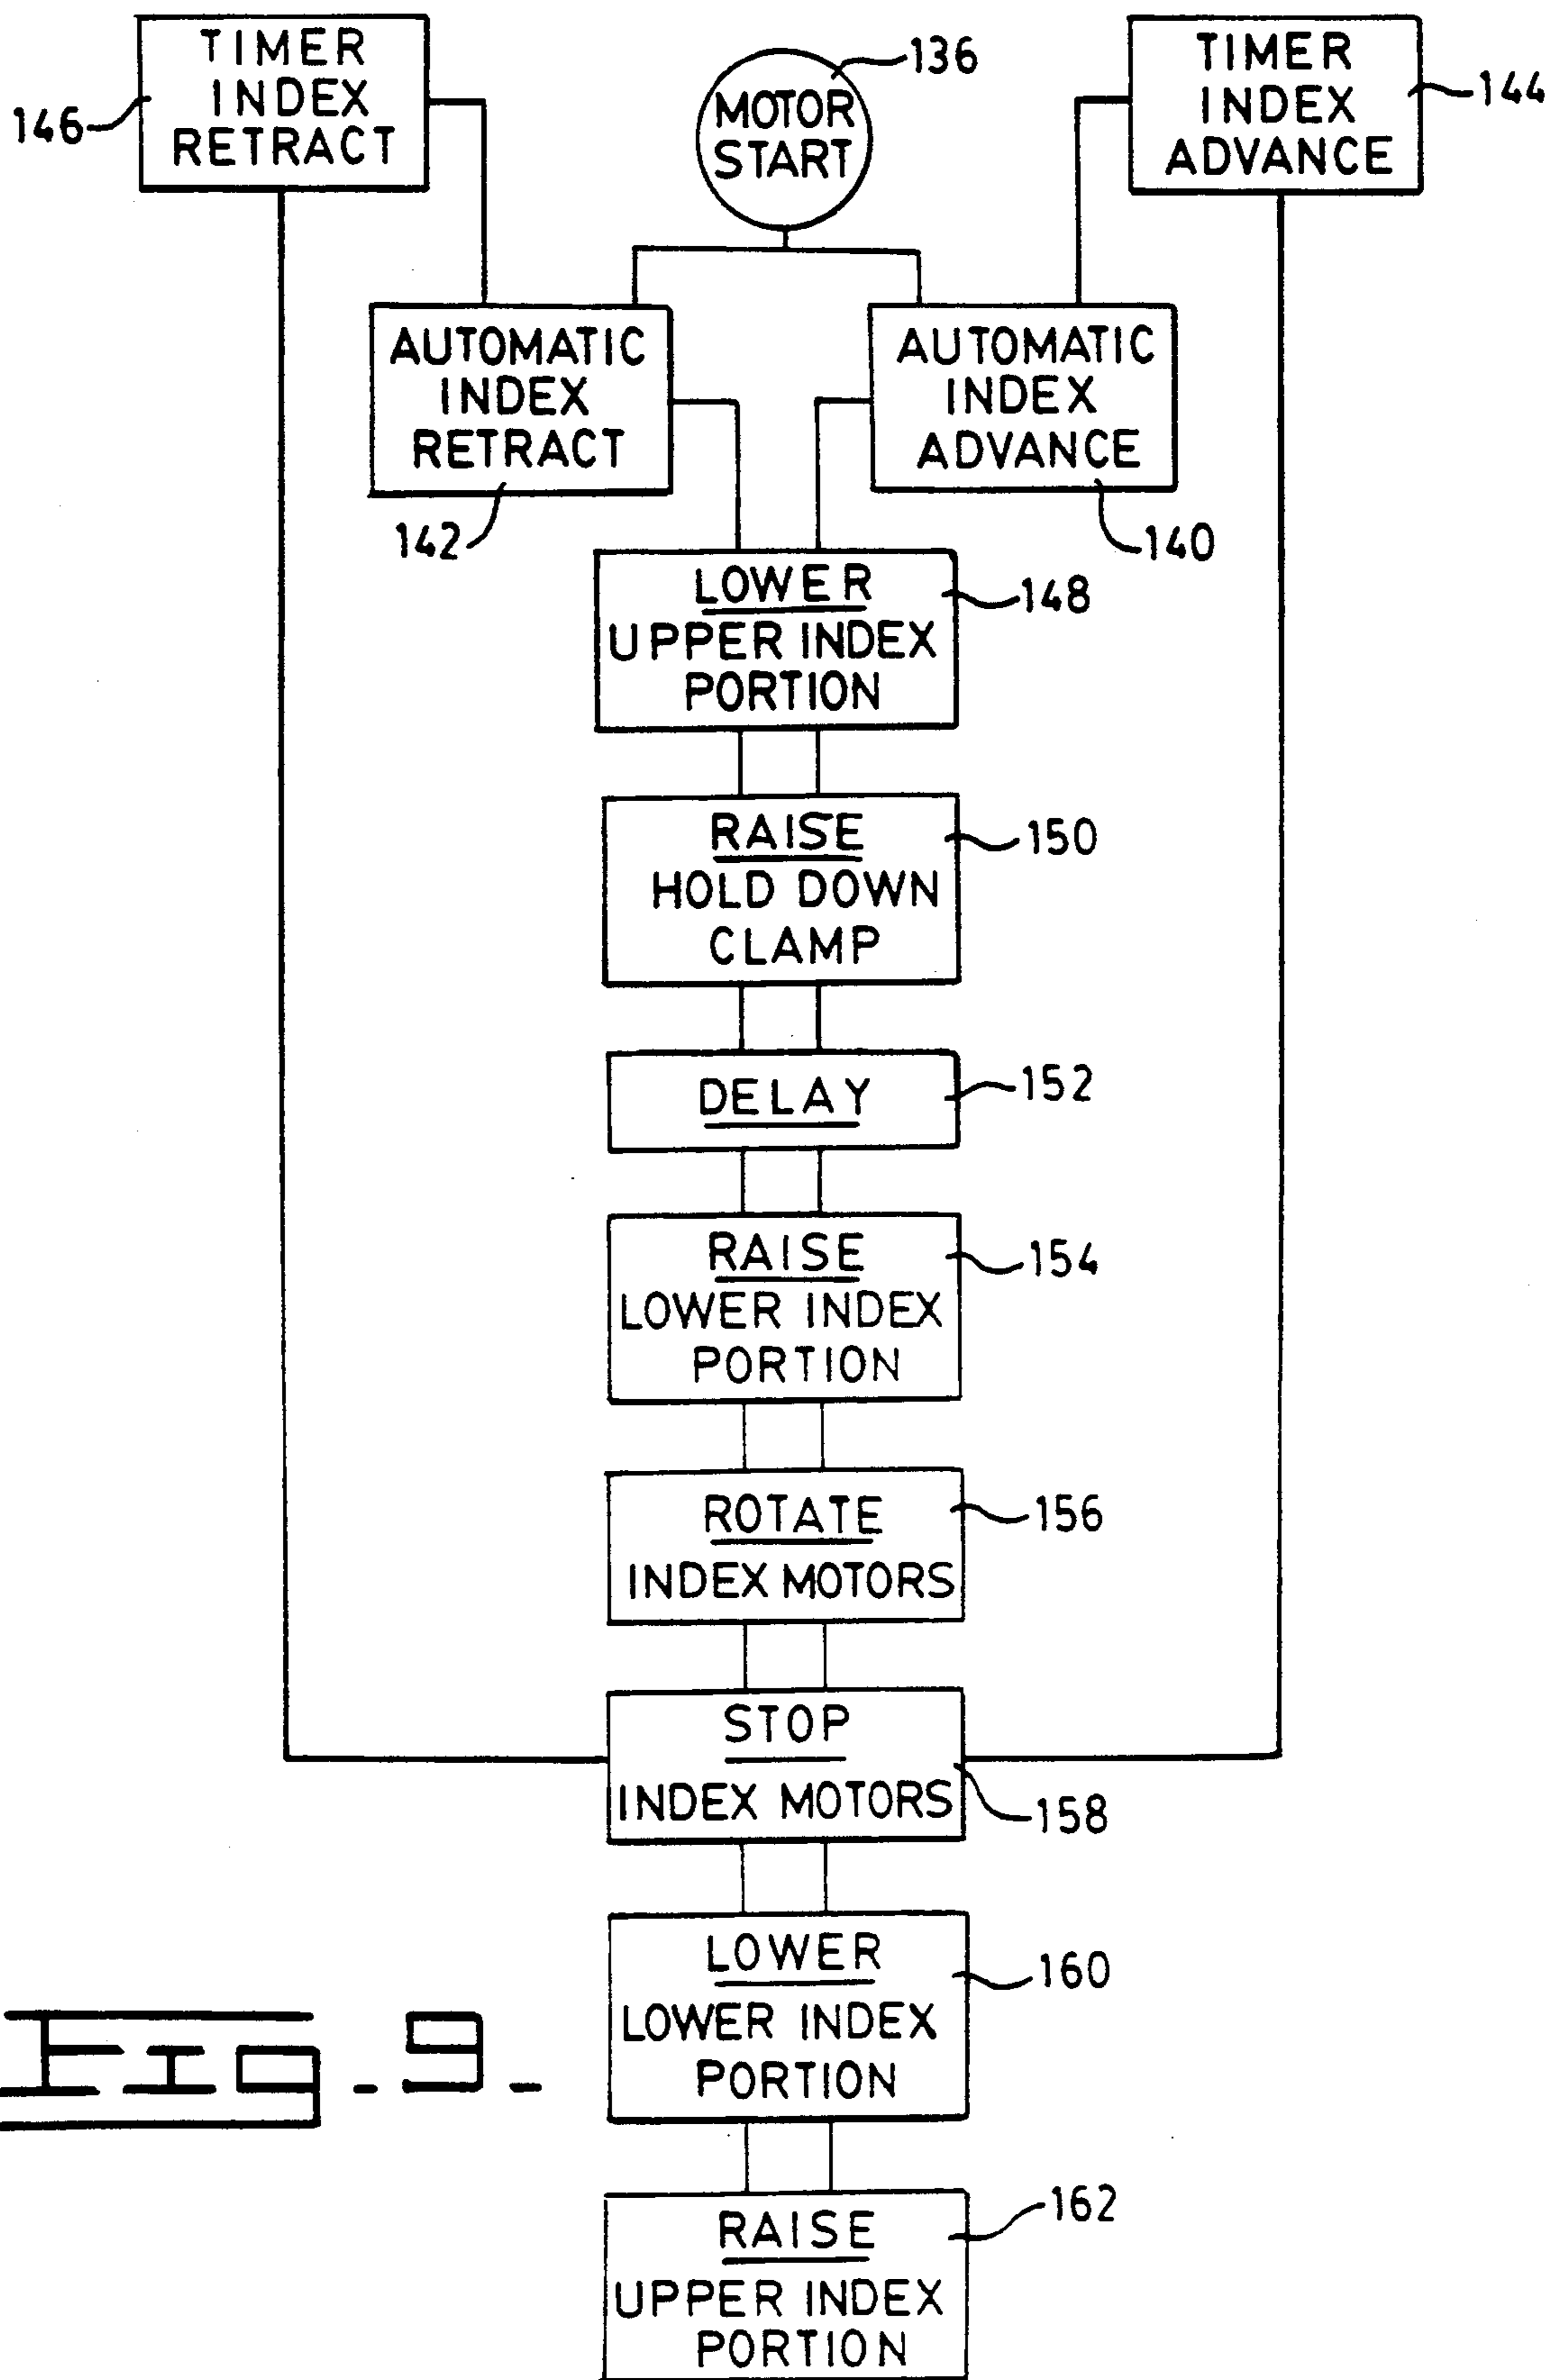 TIMER
INDEX
RETRACT
146
MOTOR
START
136
TIMER
INDEX
ADVANCE
144
AUTOMATIC
INDEX
RETRACT
142
AUTOMATIC
INDEX
ADVANCE
140
LOWER
UPPER INDEX
PORTION
148
RAISE
HOLD DOWN
CLAMP
150
DELAY
152
RAISE
LOWER INDEX
PORTION
154
ROTATE
INDEX MOTORS
156
STOP
INDEX MOTORS
158
LOWER
LOWER INDEX
PORTION
160
RAISE
UPPER INDEX
PORTION
162
Fig-9-